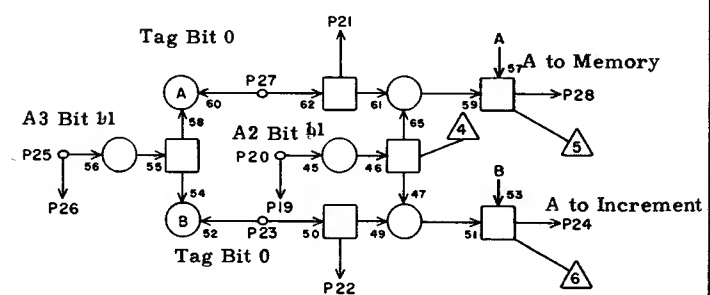 P21
Tag Bit 0
A
57
A to Memory
A
P27
60
62
61
59
P28
58
65
A3 Bit 11
A2 Bit 11
4
5
P25
56
55
P20
45
46
54
47
B
53
P26
P19
A to Increment
B
52
P23
50
49
51
P24
Tag Bit 0
6
P22